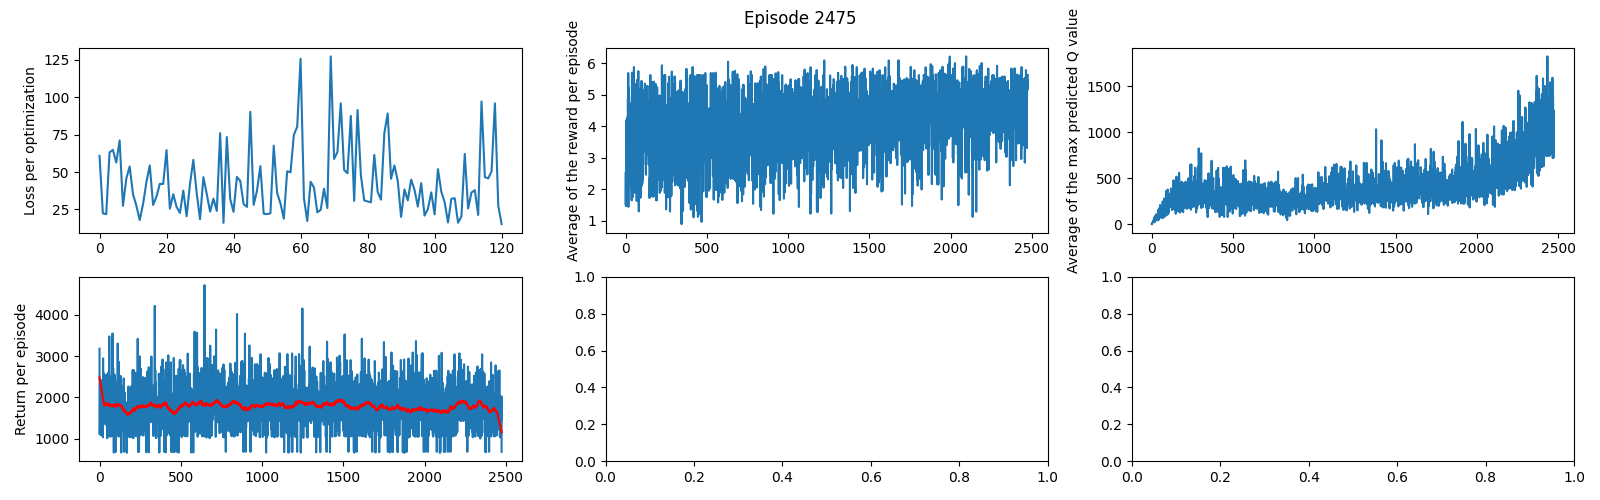 Episode 2475
Loss per optimization
125
100
75
50
25
0 20 40 60 80 100 120
Average of the reward per episode
6
5
4
3
2
1
0 500 1000 1500 2000 2500
Average of the max predicted Q value
1500
1000
500
0
0 500 1000 1500 2000 2500
Return per episode
4000
3000
2000
1000
0 500 1000 1500 2000 2500
1.0
0.8
0.6
0.4
0.2
0.0
0.0 0.2 0.4 0.6 0.8 1.0
1.0
0.8
0.6
0.4
0.2
0.0
0.0 0.2 0.4 0.6 0.8 1.0